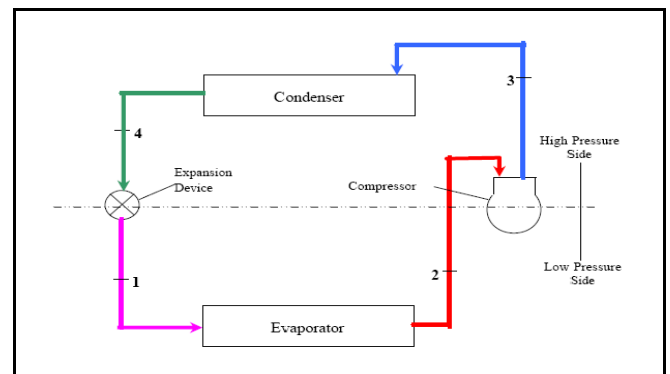 Condenser
3
4
High Pressure
Side
Expansion
Device
Compressor
1
2
Low Pressure
Side
Evaporator